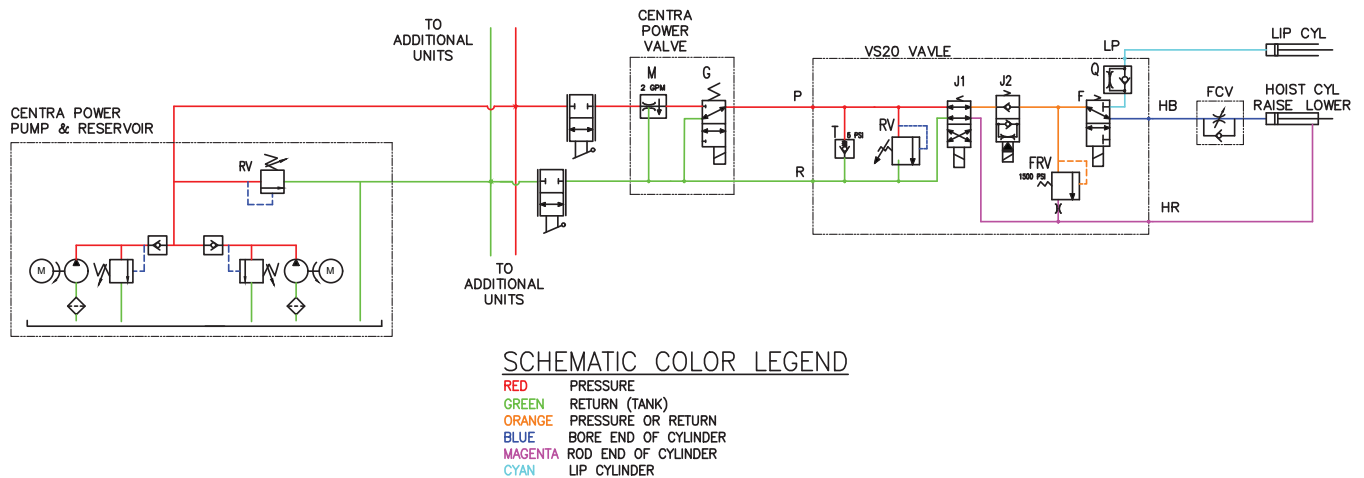 TO
ADDITIONAL
UNITS
CENTRA
POWER
VALVE
VS20 VAVLE
LIP CYL
LP
CENTRA POWER
PUMP & RESERVOIR
M
2 GPM
G
P
J1
J2
F
Q
HB
FCV
HOIST CYL
RAISE LOWER
RV
T
5 PSI
RV
R
FRV
1500 PSI
HR
M
M
TO
ADDITIONAL
UNITS
SCHEMATIC COLOR LEGEND
RED PRESSURE
GREEN RETURN (TANK)
ORANGE PRESSURE OR RETURN
BLUE BORE END OF CYLINDER
MAGENTA ROD END OF CYLINDER
CYAN LIP CYLINDER